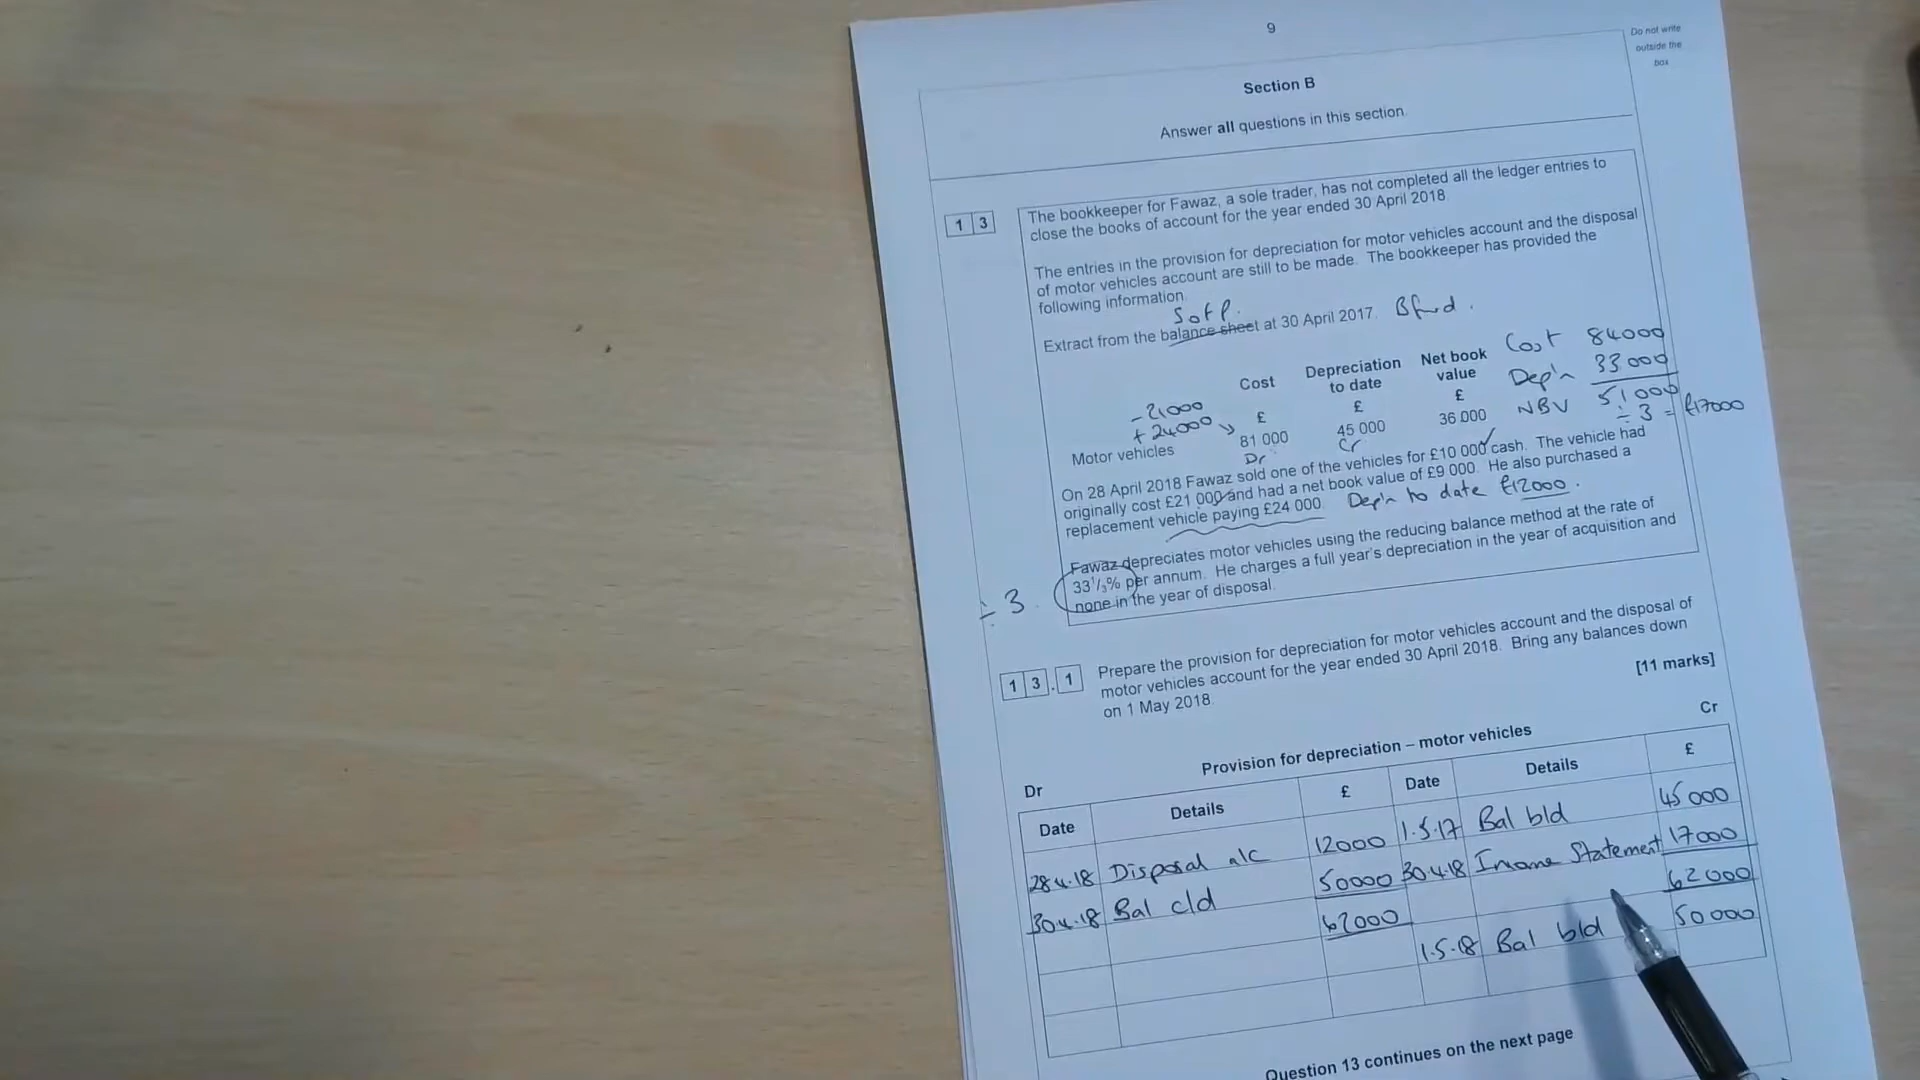 9
Do not write
outside the
box
Section B
Answer all questions in this section.
1 3
The bookkeeper for Fawaz, a sole trader, has not completed all the ledger entries to
close the books of account for the year ended 30 April 2018
The entries in the provision for depreciation for motor vehicles account and the disposal
of motor vehicles account are still to be made. The bookkeeper has provided the
following information.
SofP.
Extract from the balance sheet at 30 April 2017. Bfwd.
Cost 84000
Dep'n 33000
NBV 51000
÷ 3 = £17000
Cost Depreciation to date Net book value
£ £ £
-21000
+24000
Motor vehicles 81 000 45 000 36 000
Dr Cr
On 28 April 2018 Fawaz sold one of the vehicles for £10 000 cash. The vehicle had
originally cost £21 000 and had a net book value of £9 000. He also purchased a
replacement vehicle paying £24 000 Dep'n to date £12000.
Fawaz depreciates motor vehicles using the reducing balance method at the rate of
33 1/3% per annum. He charges a full year's depreciation in the year of acquisition and
none in the year of disposal.
÷ 3
1 3 . 1
Prepare the provision for depreciation for motor vehicles account and the disposal of
motor vehicles account for the year ended 30 April 2018. Bring any balances down
on 1 May 2018
[11 marks]
Provision for depreciation – motor vehicles
Dr Cr
Date Details £ Date Details £
28.4.18 Disposal a/c 12000 1.5.17 Bal b/d 45000
30.4.18 Bal c/d 50000 30.4.18 Income Statement 17000
62000 62000
1.5.18 Bal b/d 50000
Question 13 continues on the next page